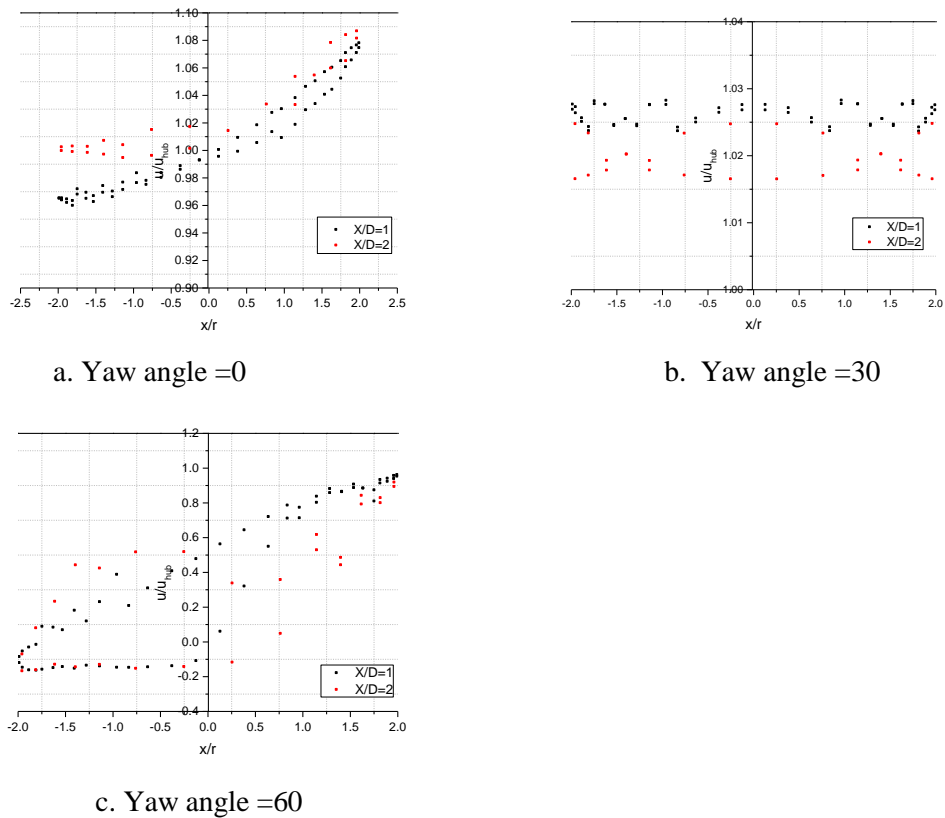 1.10
1.08
1.06
1.04
1.02
1.00
0.98
0.96
0.94
0.92
0.90
u/u_hub
X/D=1
X/D=2
-2.5 -2.0 -1.5 -1.0 -0.5 0.0 0.5 1.0 1.5 2.0 2.5
x/r
a. Yaw angle =0
1.04
1.03
1.02
1.01
1.00
u/u_hub
X/D=1
X/D=2
-2.0 -1.5 -1.0 -0.5 0.0 0.5 1.0 1.5 2.0
x/r
b. Yaw angle =30
1.2
1.0
0.8
0.6
0.4
0.2
0.0
-0.2
0.4
u/u_hub
X/D=1
X/D=2
-2.0 -1.5 -1.0 -0.5 0.0 0.5 1.0 1.5 2.0
x/r
c. Yaw angle =60